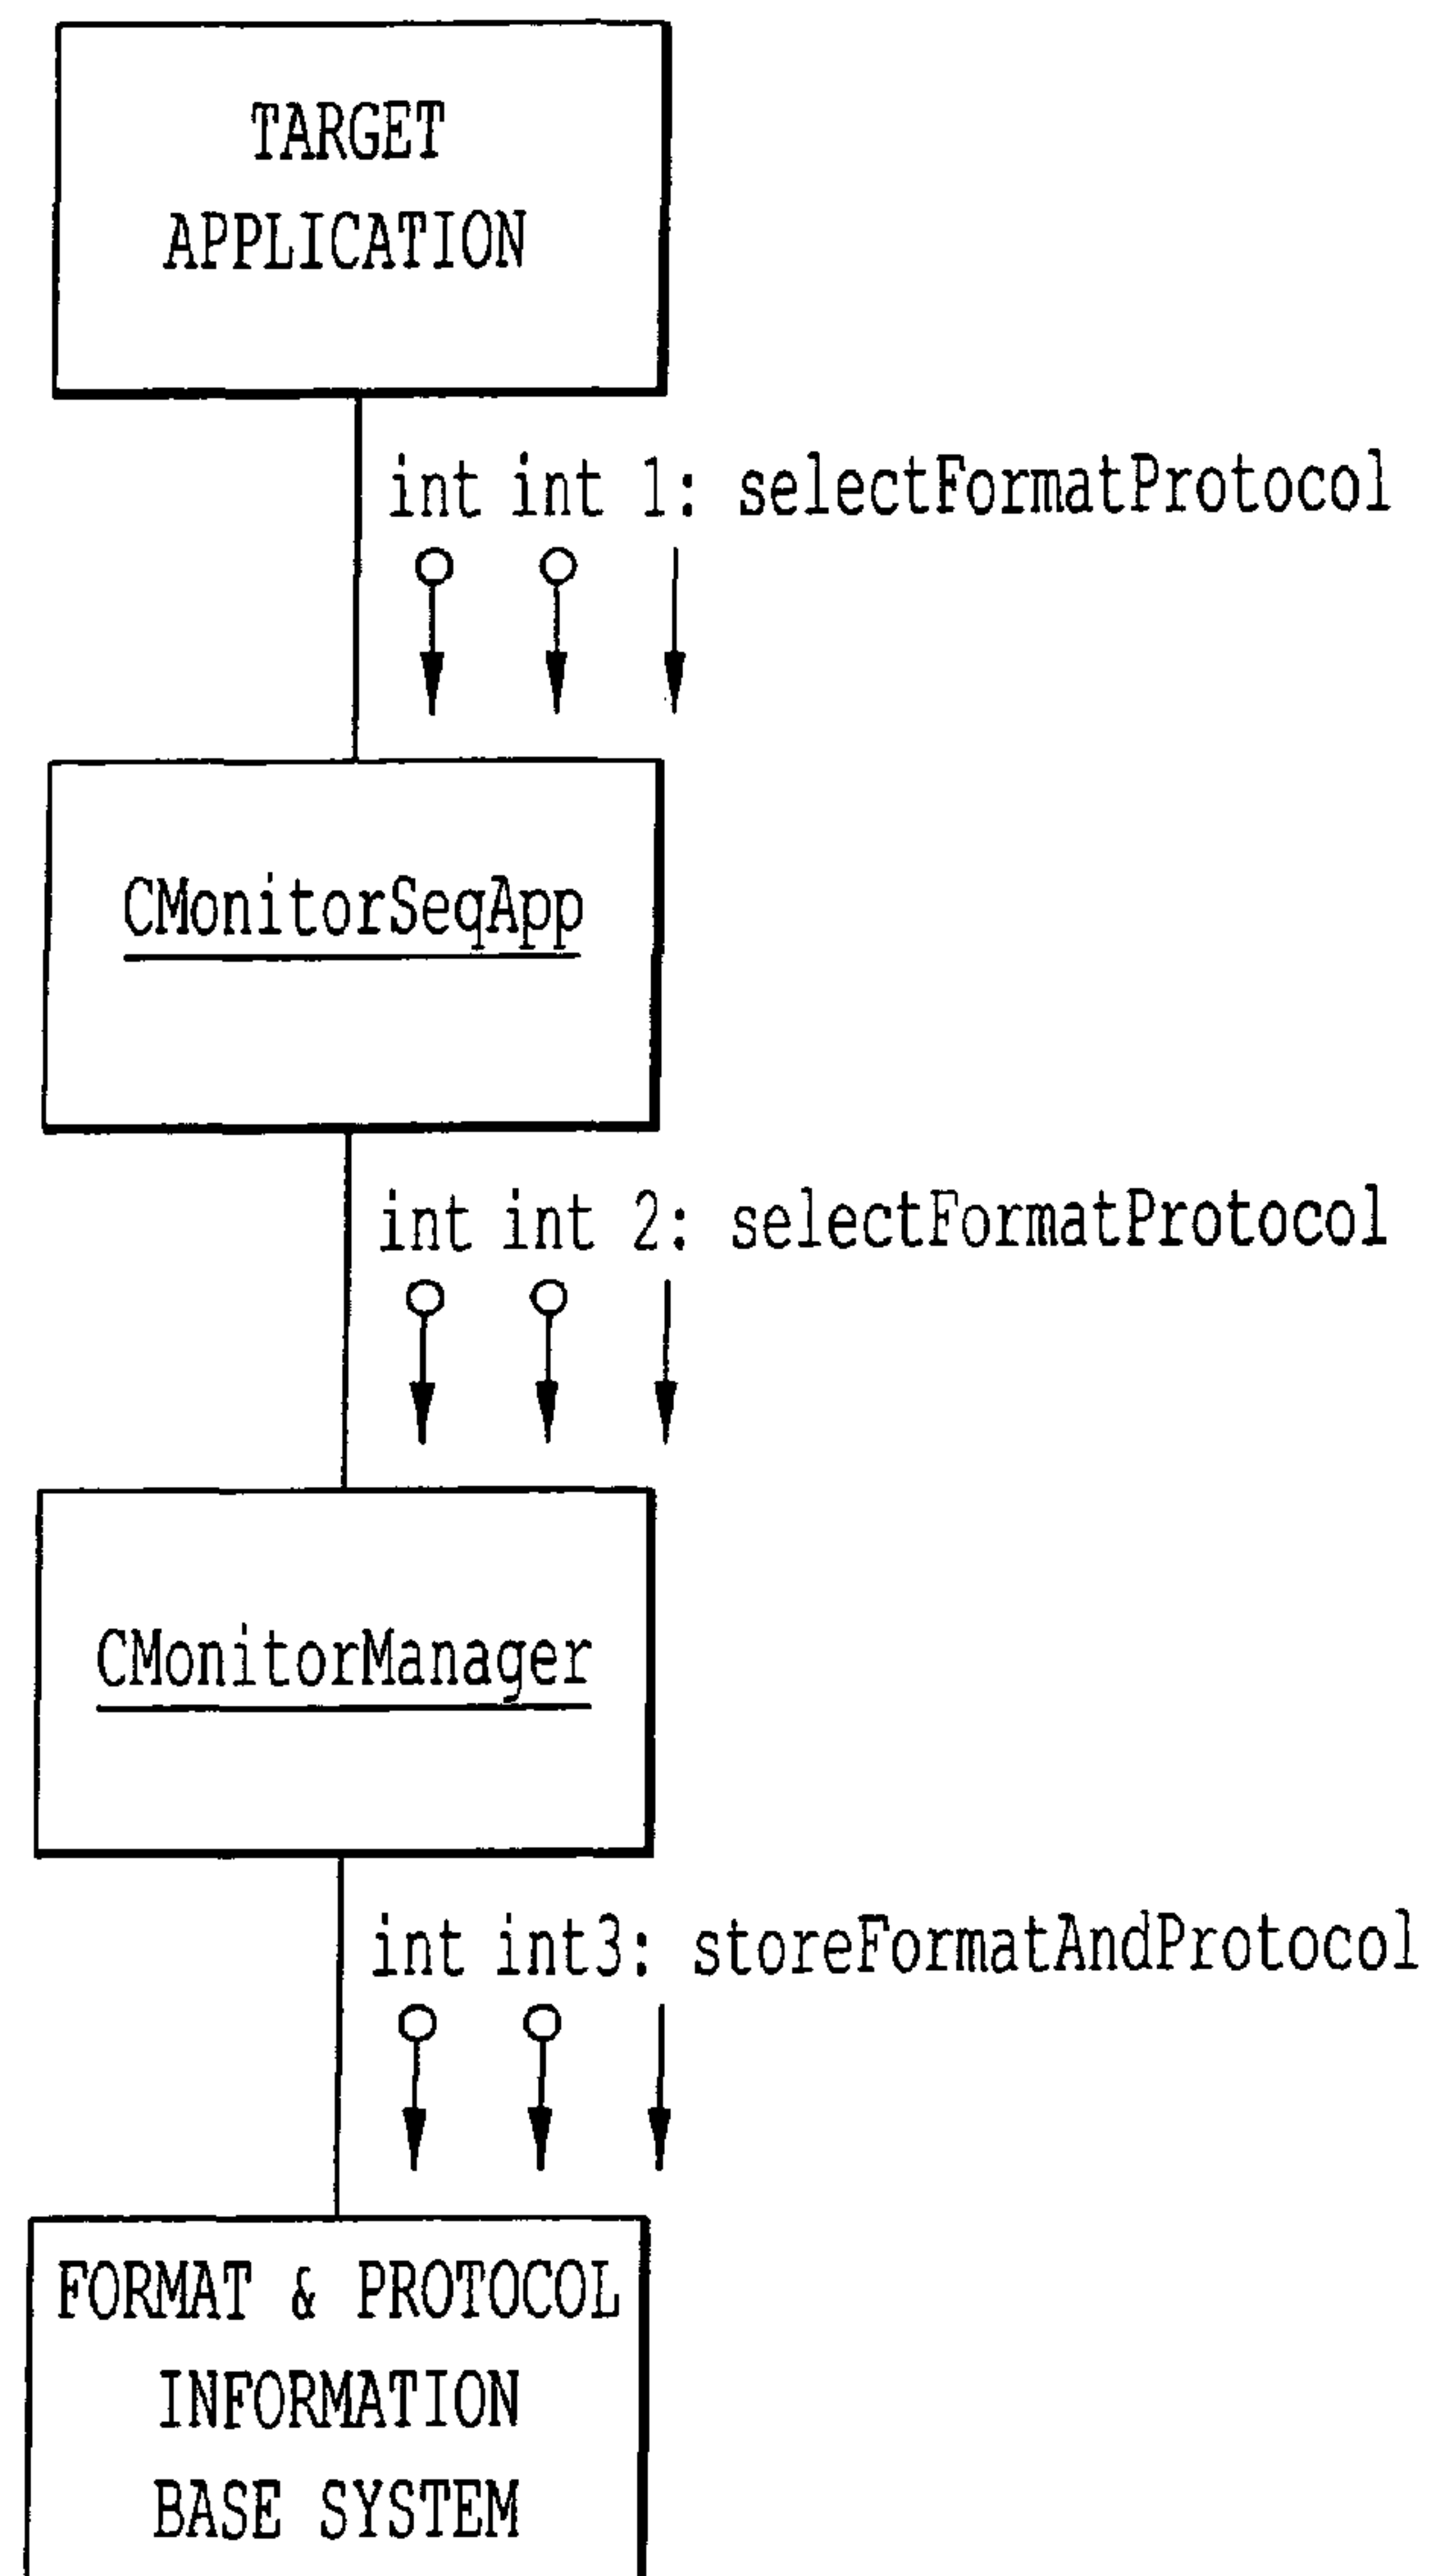 TARGET
APPLICATION
int int 1: selectFormatProtocol
CMonitorSeqApp
int int 2: selectFormatProtocol
CMonitorManager
int int3: storeFormatAndProtocol
FORMAT & PROTOCOL
INFORMATION
BASE SYSTEM